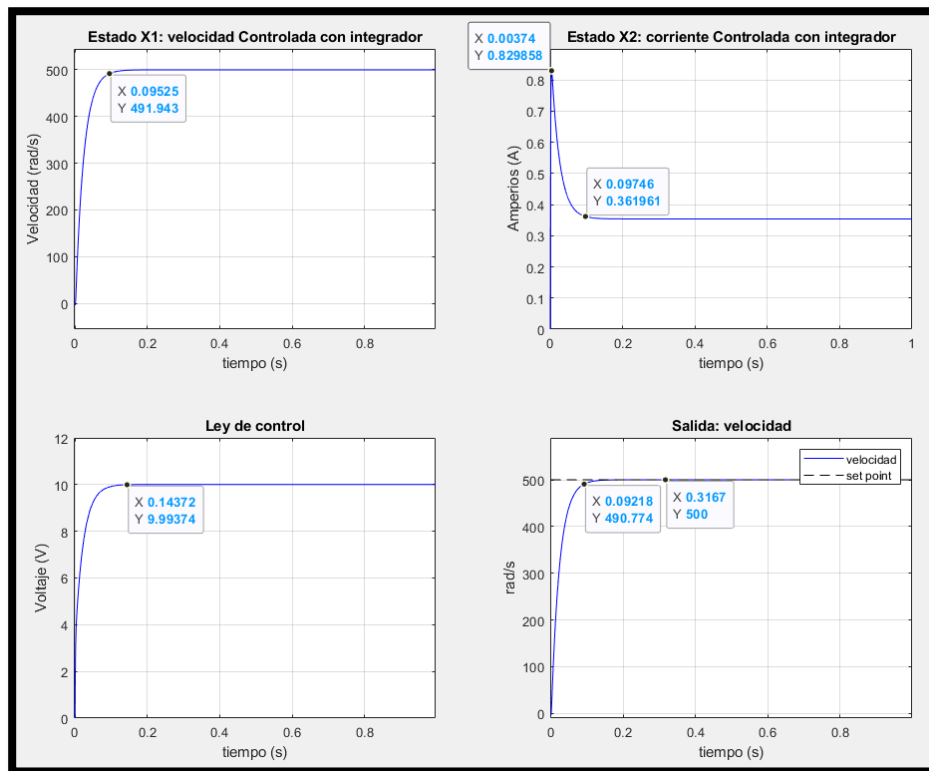 Estado X1: velocidad Controlada con integrador
500
400
300
200
100
0
Velocidad (rad/s)
X 0.09525
Y 491.943
0 0.2 0.4 0.6 0.8
tiempo (s)
Estado X2: corriente Controlada con integrador
X 0.00374
Y 0.829858
0.8
0.7
0.6
0.5
0.4
0.3
0.2
0.1
0
Amperios (A)
X 0.09746
Y 0.361961
0 0.2 0.4 0.6 0.8 1
tiempo (s)
Ley de control
12
10
8
6
4
2
0
Voltaje (V)
X 0.14372
Y 9.99374
0 0.2 0.4 0.6 0.8
tiempo (s)
Salida: velocidad
velocidad
set point
500
400
300
200
100
0
rad/s
X 0.09218
Y 490.774
X 0.3167
Y 500
0 0.2 0.4 0.6 0.8
tiempo (s)